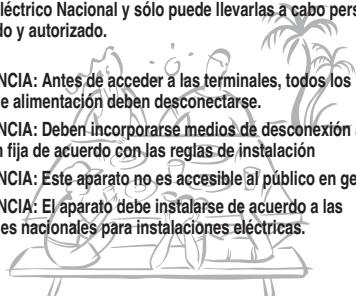 léctrico Nacional y sólo puede llevarlas a cabo pers
do y autorizado.
NCIA: Antes de acceder a las terminales, todos los
e alimentación deben desconectarse.
NCIA: Deben incorporarse medios de desconexión
n fija de acuerdo con las reglas de instalación
NCIA: Este aparato no es accesible al público en ge
NCIA: El aparato debe instalarse de acuerdo a las
es nacionales para instalaciones eléctricas.